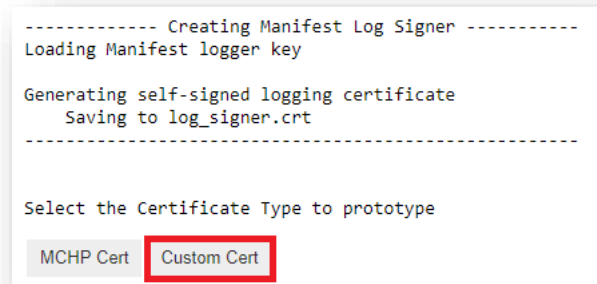 ------------- Creating Manifest Log Signer -----------
Loading Manifest logger key
Generating self-signed logging certificate
    Saving to log_signer.crt
------------------------------------------------------
Select the Certificate Type to prototype
MCHP Cert Custom Cert